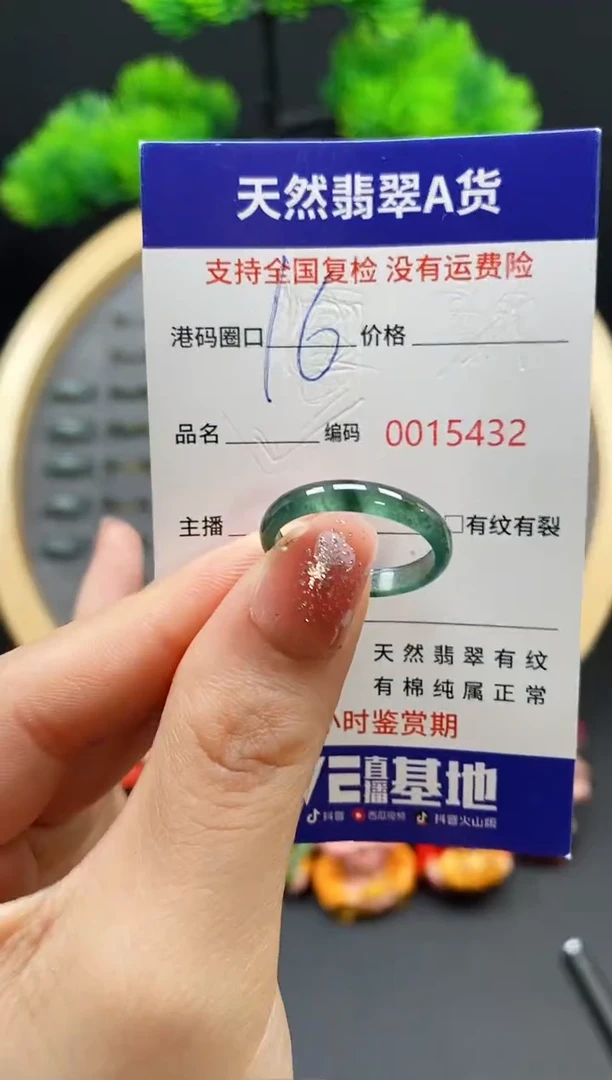 天然翡翠A货
支持全国复检 没有运费险
港码圈口 16 价格
品名 编码 0015432
主播 □有纹有裂
天然翡翠有纹
有棉纯属正常
小时鉴赏期
直播基地
抖音 西瓜视频 抖音火山版